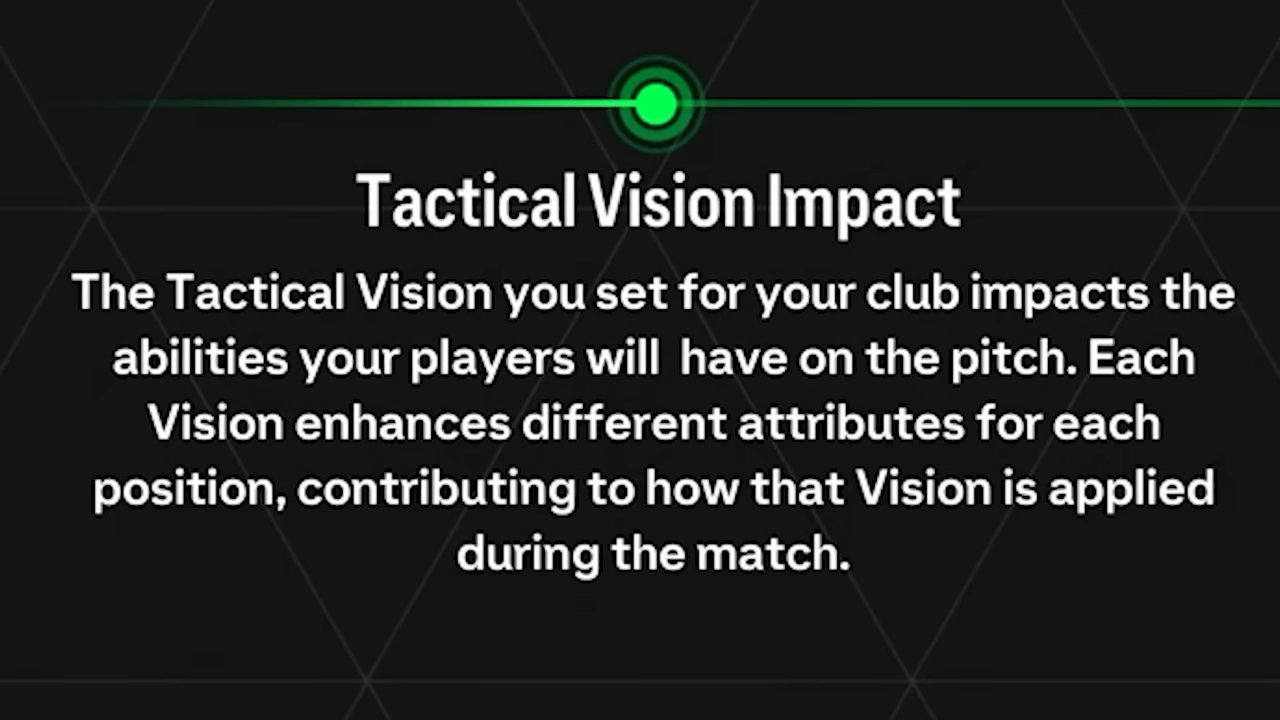 Tactical Vision Impact
The Tactical Vision you set for your club impacts the
abilities your players will  have on the pitch. Each
Vision enhances different attributes for each
position, contributing to how that Vision is applied
during the match.